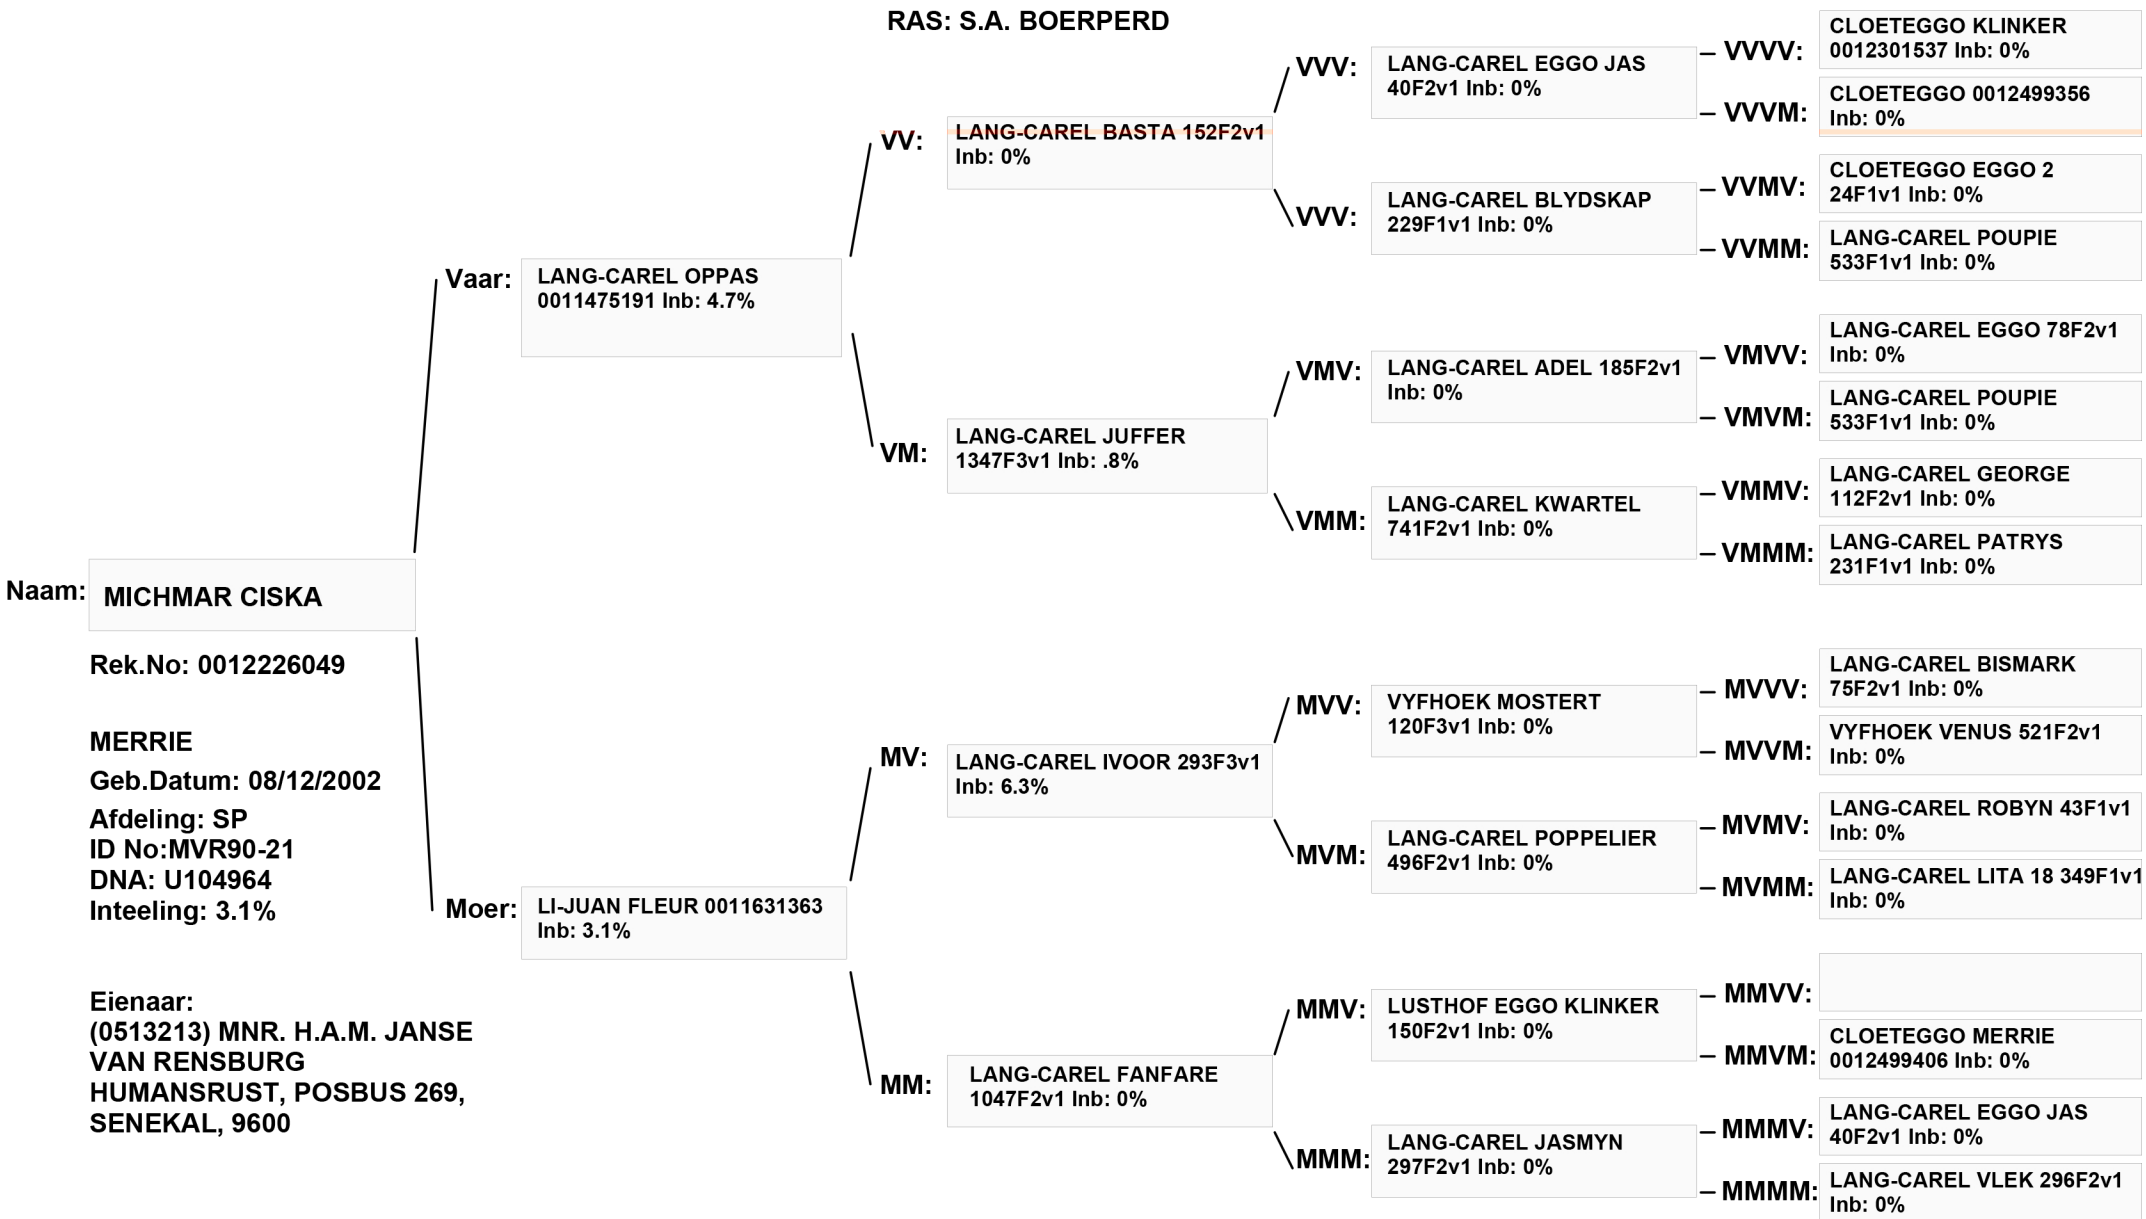 RAS: S.A. BOERPERD
Naam:
MICHMAR CISKA
Rek.No: 0012226049
MERRIE
Geb.Datum: 08/12/2002
Afdeling: SP
ID No:MVR90-21
DNA: U104964
Inteeling: 3.1%
Eienaar:
(0513213) MNR. H.A.M. JANSE
VAN RENSBURG
HUMANSRUST, POSBUS 269,
SENEKAL, 9600
Vaar:
LANG-CAREL OPPAS
0011475191 Inb: 4.7%
Moer:
LI-JUAN FLEUR 0011631363
Inb: 3.1%
VV:
LANG-CAREL BASTA 152F2v1
Inb: 0%
VM:
LANG-CAREL JUFFER
1347F3v1 Inb: .8%
MV:
LANG-CAREL IVOOR 293F3v1
Inb: 6.3%
MM:
LANG-CAREL FANFARE
1047F2v1 Inb: 0%
VVV:
LANG-CAREL EGGO JAS
40F2v1 Inb: 0%
VVV:
LANG-CAREL BLYDSKAP
229F1v1 Inb: 0%
VMV:
LANG-CAREL ADEL 185F2v1
Inb: 0%
VMM:
LANG-CAREL KWARTEL
741F2v1 Inb: 0%
MVV:
VYFHOEK MOSTERT
120F3v1 Inb: 0%
MVM:
LANG-CAREL POPPELIER
496F2v1 Inb: 0%
MMV:
LUSTHOF EGGO KLINKER
150F2v1 Inb: 0%
MMM:
LANG-CAREL JASMYN
297F2v1 Inb: 0%
VVVV:
CLOETEGGO KLINKER
0012301537 Inb: 0%
VVVM:
CLOETEGGO 0012499356
Inb: 0%
VVMV:
CLOETEGGO EGGO 2
24F1v1 Inb: 0%
VVMM:
LANG-CAREL POUPIE
533F1v1 Inb: 0%
VMVV:
LANG-CAREL EGGO 78F2v1
Inb: 0%
VMVM:
LANG-CAREL POUPIE
533F1v1 Inb: 0%
VMMV:
LANG-CAREL GEORGE
112F2v1 Inb: 0%
VMMM:
LANG-CAREL PATRYS
231F1v1 Inb: 0%
MVVV:
LANG-CAREL BISMARK
75F2v1 Inb: 0%
MVVM:
VYFHOEK VENUS 521F2v1
Inb: 0%
MVMV:
LANG-CAREL ROBYN 43F1v1
Inb: 0%
MVMM:
LANG-CAREL LITA 18 349F1v1
Inb: 0%
MMVV:
MMVM:
CLOETEGGO MERRIE
0012499406 Inb: 0%
MMMV:
LANG-CAREL EGGO JAS
40F2v1 Inb: 0%
MMMM:
LANG-CAREL VLEK 296F2v1
Inb: 0%